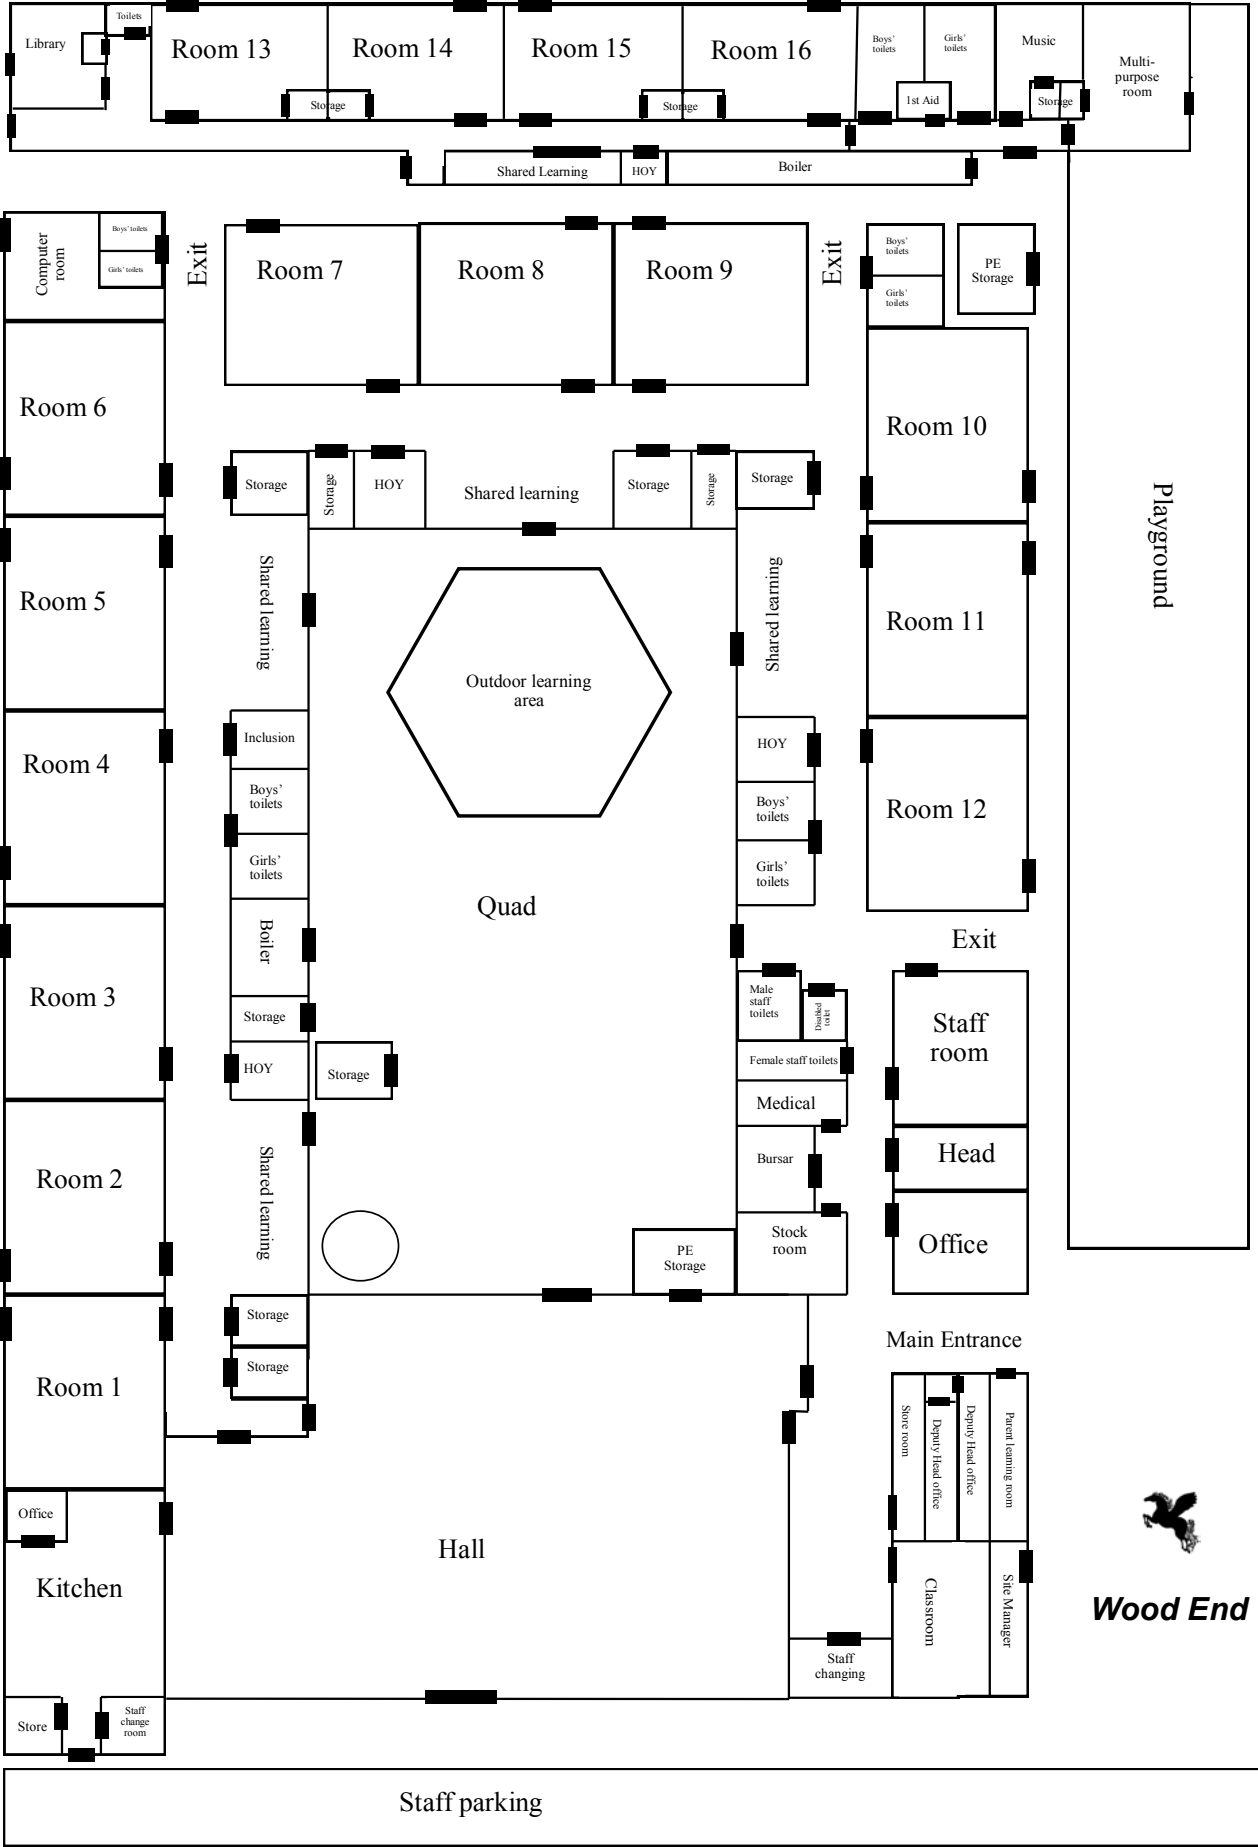 Toilets
Library
Room 13
Room 14
Room 15
Room 16
Boys'
toilets
Girls'
toilets
Music
Multi-
purpose
room
Storage
Storage
1st Aid
Storage
Shared Learning
HOY
Boiler
Computer
room
Boys' toilets
Girls' toilets
Exit
Room 7
Room 8
Room 9
Exit
Boys'
toilets
Girls'
toilets
PE
Storage
Room 6
Room 10
Storage
Storage
HOY
Shared learning
Storage
Storage
Storage
Playground
Room 5
Shared learning
Shared learning
Room 11
Outdoor learning
area
Room 4
Inclusion
HOY
Boys'
toilets
Boys'
toilets
Room 12
Girls'
toilets
Girls'
toilets
Quad
Boiler
Exit
Room 3
Storage
Male
staff
toilets
Disabled
toilet
Staff
room
HOY
Storage
Female staff toilets
Medical
Room 2
Shared learning
Bursar
Head
Stock
room
PE
Storage
Office
Storage
Main Entrance
Storage
Room 1
Store room
Deputy Head office
Deputy Head office
Parent learning room
Office
Hall
Kitchen
Classroom
Site Manager
Wood End
Staff
changing
Store
Staff
change
room
Staff parking